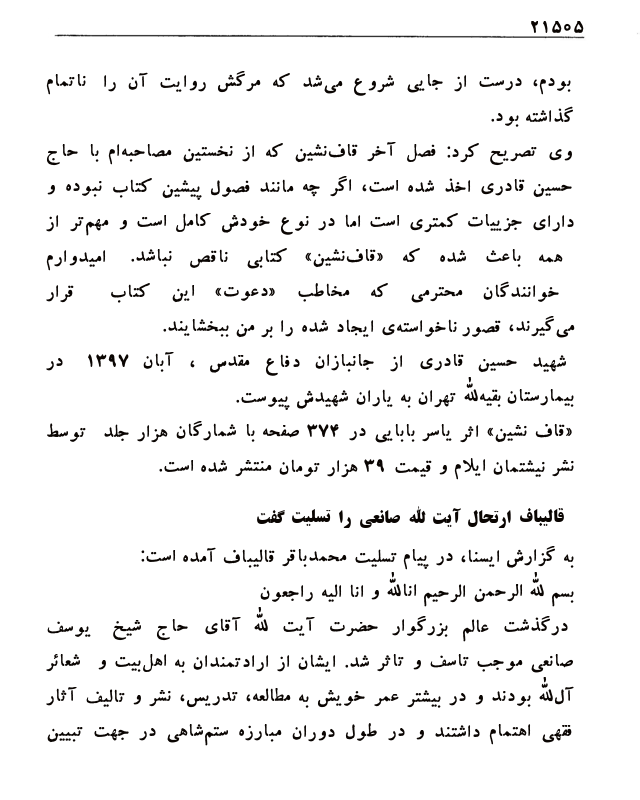 ۲۱۵۰۵
بودم، درست از جایی شروع می‌شد که مرگش روایت آن را ناتمام
گذاشته بود.
وی تصریح کرد: فصل آخر قاف‌نشین که از نخستین مصاحبه‌ام با حاج
حسین قادری اخذ شده است، اگر چه مانند فصول پیشین کتاب نبوده و
دارای جزییات کمتری است اما در نوع خودش کامل است و مهم‌تر از
همه باعث شده که «قاف‌نشین» کتابی ناقص نباشد. امیدوارم
خوانندگان محترمی که مخاطب «دعوت» این کتاب قرار
می‌گیرند، قصور ناخواسته‌ی ایجاد شده را بر من ببخشایند.
شهید حسین قادری از جانبازان دفاع مقدس ، آبان ۱۳۹۷ در
بیمارستان بقیه‌لله تهران به یاران شهیدش پیوست.
«قاف نشین» اثر یاسر بابایی در ۳۷۴ صفحه با شمارگان هزار جلد توسط
نشر نیشتمان ایلام و قیمت ۳۹ هزار تومان منتشر شده است.
قالیباف ارتحال آیت لله صانعی را تسلیت گفت
به گزارش ایسنا، در پیام تسلیت محمدباقر قالیباف آمده است:
بسم لله الرحمن الرحیم انالله و انا الیه راجعون
درگذشت عالم بزرگوار حضرت آیت لله آقای حاج شیخ یوسف
صانعی موجب تاسف و تاثر شد. ایشان از ارادتمندان به اهل‌بیت و شعائر
آل‌لله بودند و در بیشتر عمر خویش به مطالعه، تدریس، نشر و تالیف آثار
فقهی اهتمام داشتند و در طول دوران مبارزه ستم‌شاهی در جهت تبیین